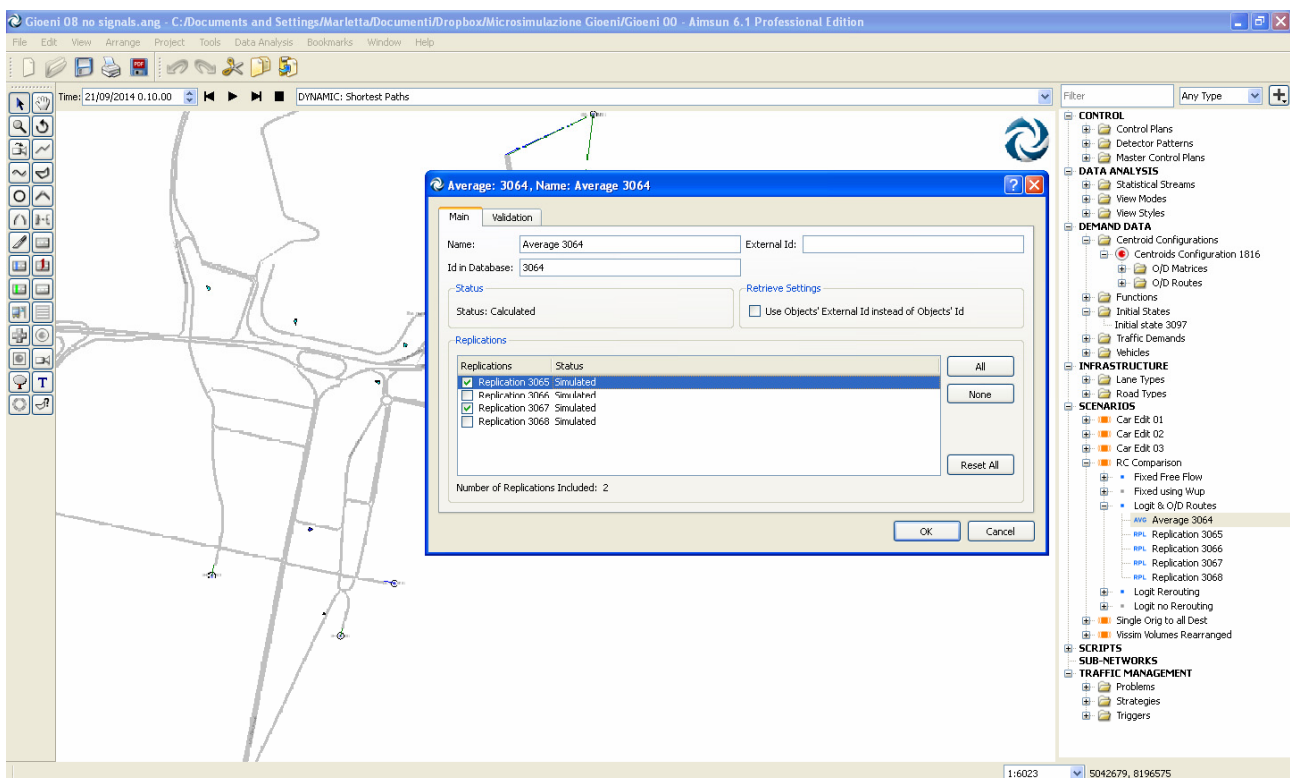 Gioeni 08 no signals.ang - C:/Documents and Settings/Marletta/Documenti/Dropbox/Microsimulazione Gioeni/Gioeni 00 - Aimsun 6.1 Professional Edition
File Edit View Arrange Project Tools Data Analysis Bookmarks Window Help
Time: 21/09/2014 0.10.00 DYNAMIC: Shortest Paths
Average: 3064, Name: Average 3064
Main Validation
Name: Average 3064 External Id:
Id in Database: 3064
Status Retrieve Settings
Status: Calculated Use Objects' External Id instead of Objects' Id
Replications
Replications Status
Replication 3065 Simulated
Replication 3066 Simulated
Replication 3067 Simulated
Replication 3068 Simulated
All
None
Reset All
Number of Replications Included: 2
OK Cancel
Filter Any Type
CONTROL
Control Plans
Detector Patterns
Master Control Plans
DATA ANALYSIS
Statistical Streams
View Modes
View Styles
DEMAND DATA
Centroid Configurations
Centroids Configuration 1816
O/D Matrices
O/D Routes
Functions
Initial States
Initial state 3097
Traffic Demands
Vehicles
INFRASTRUCTURE
Lane Types
Road Types
SCENARIOS
Car Edit 01
Car Edit 02
Car Edit 03
RC Comparison
Fixed Free Flow
Fixed using Wup
Logit & O/D Routes
AVG Average 3064
RPL Replication 3065
RPL Replication 3066
RPL Replication 3067
RPL Replication 3068
Logit Rerouting
Logit no Rerouting
Single Orig to all Dest
Vissim Volumes Rearranged
SCRIPTS
SUB-NETWORKS
TRAFFIC MANAGEMENT
Problems
Strategies
Triggers
1:6023 5042679, 8196575